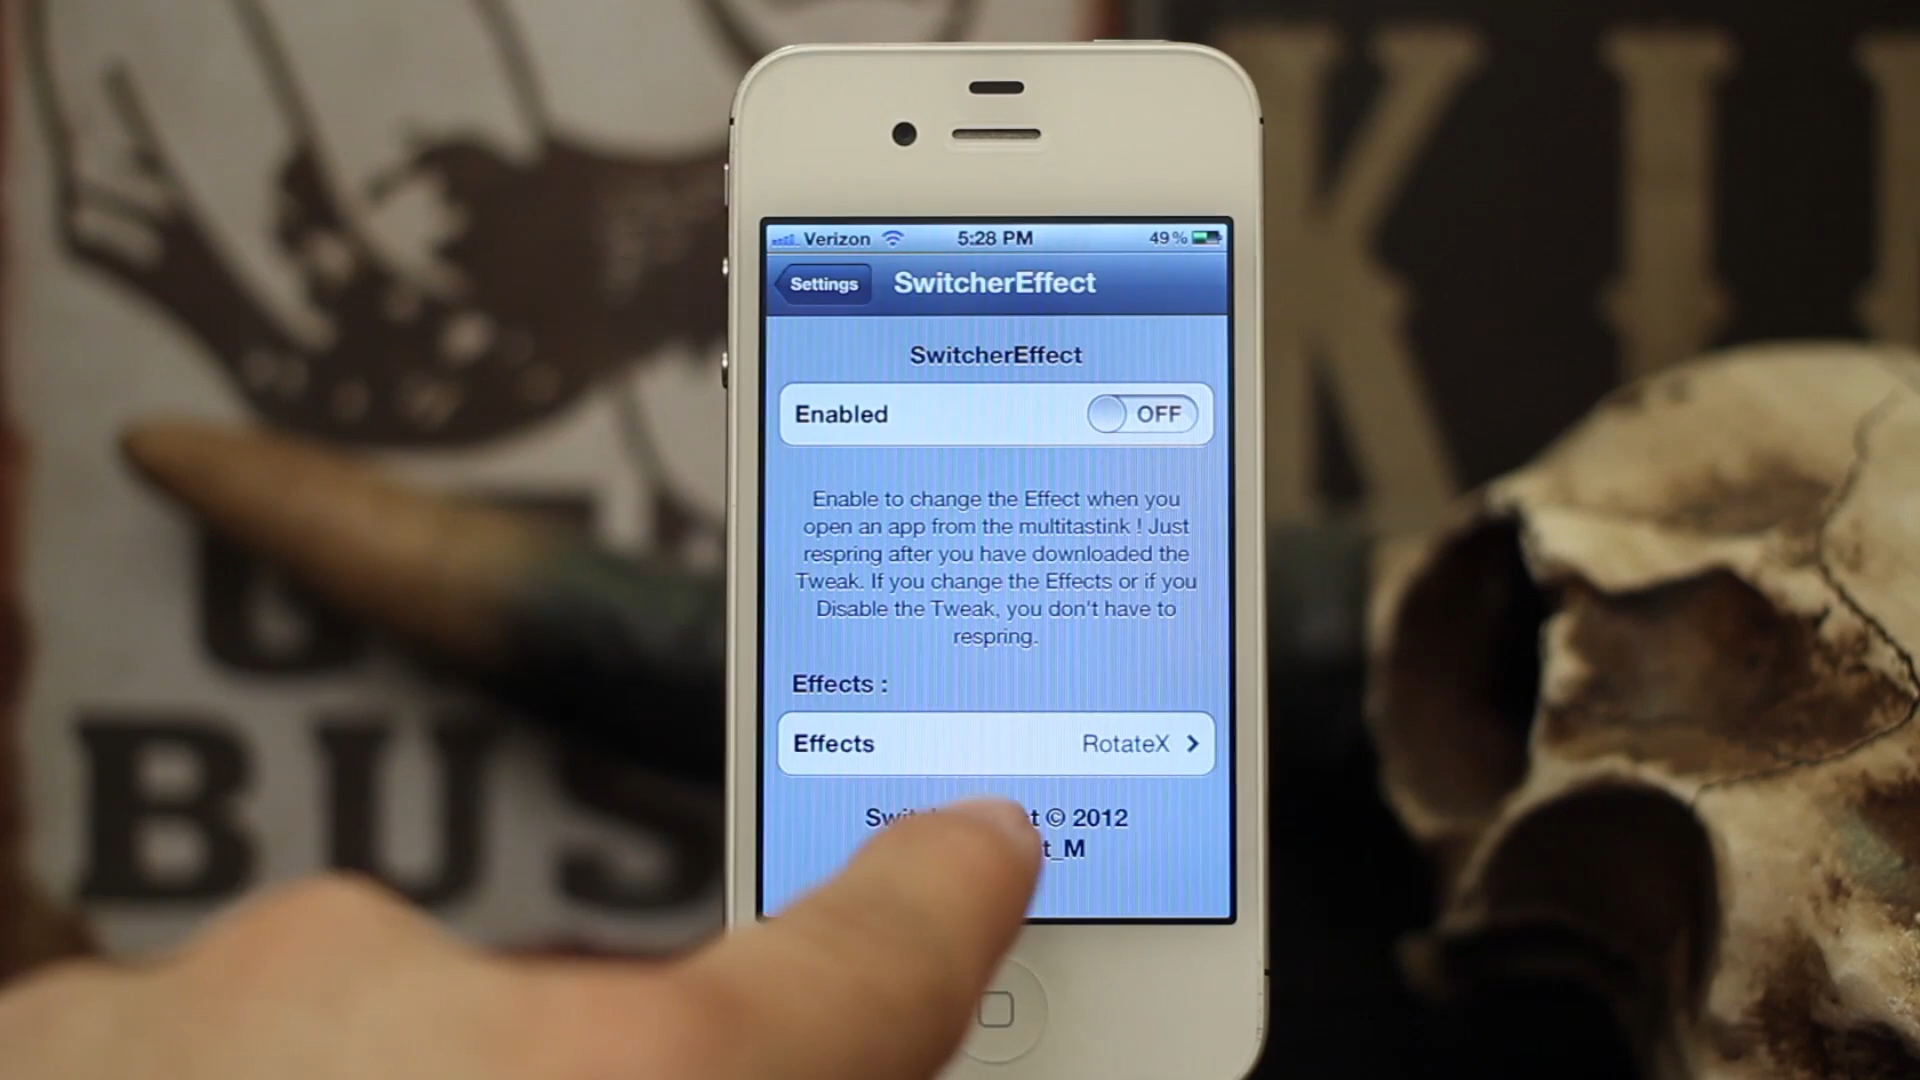 KI
Verizon 5:28 PM 49%
Settings SwitcherEffect
SwitcherEffect
Enabled OFF
Enable to change the Effect when you
open an app from the multitastink ! Just
respring after you have downloaded the
Tweak. If you change the Effects or if you
Disable the Tweak, you don't have to
respring.
Effects :
Effects RotateX
© 2012
BUS